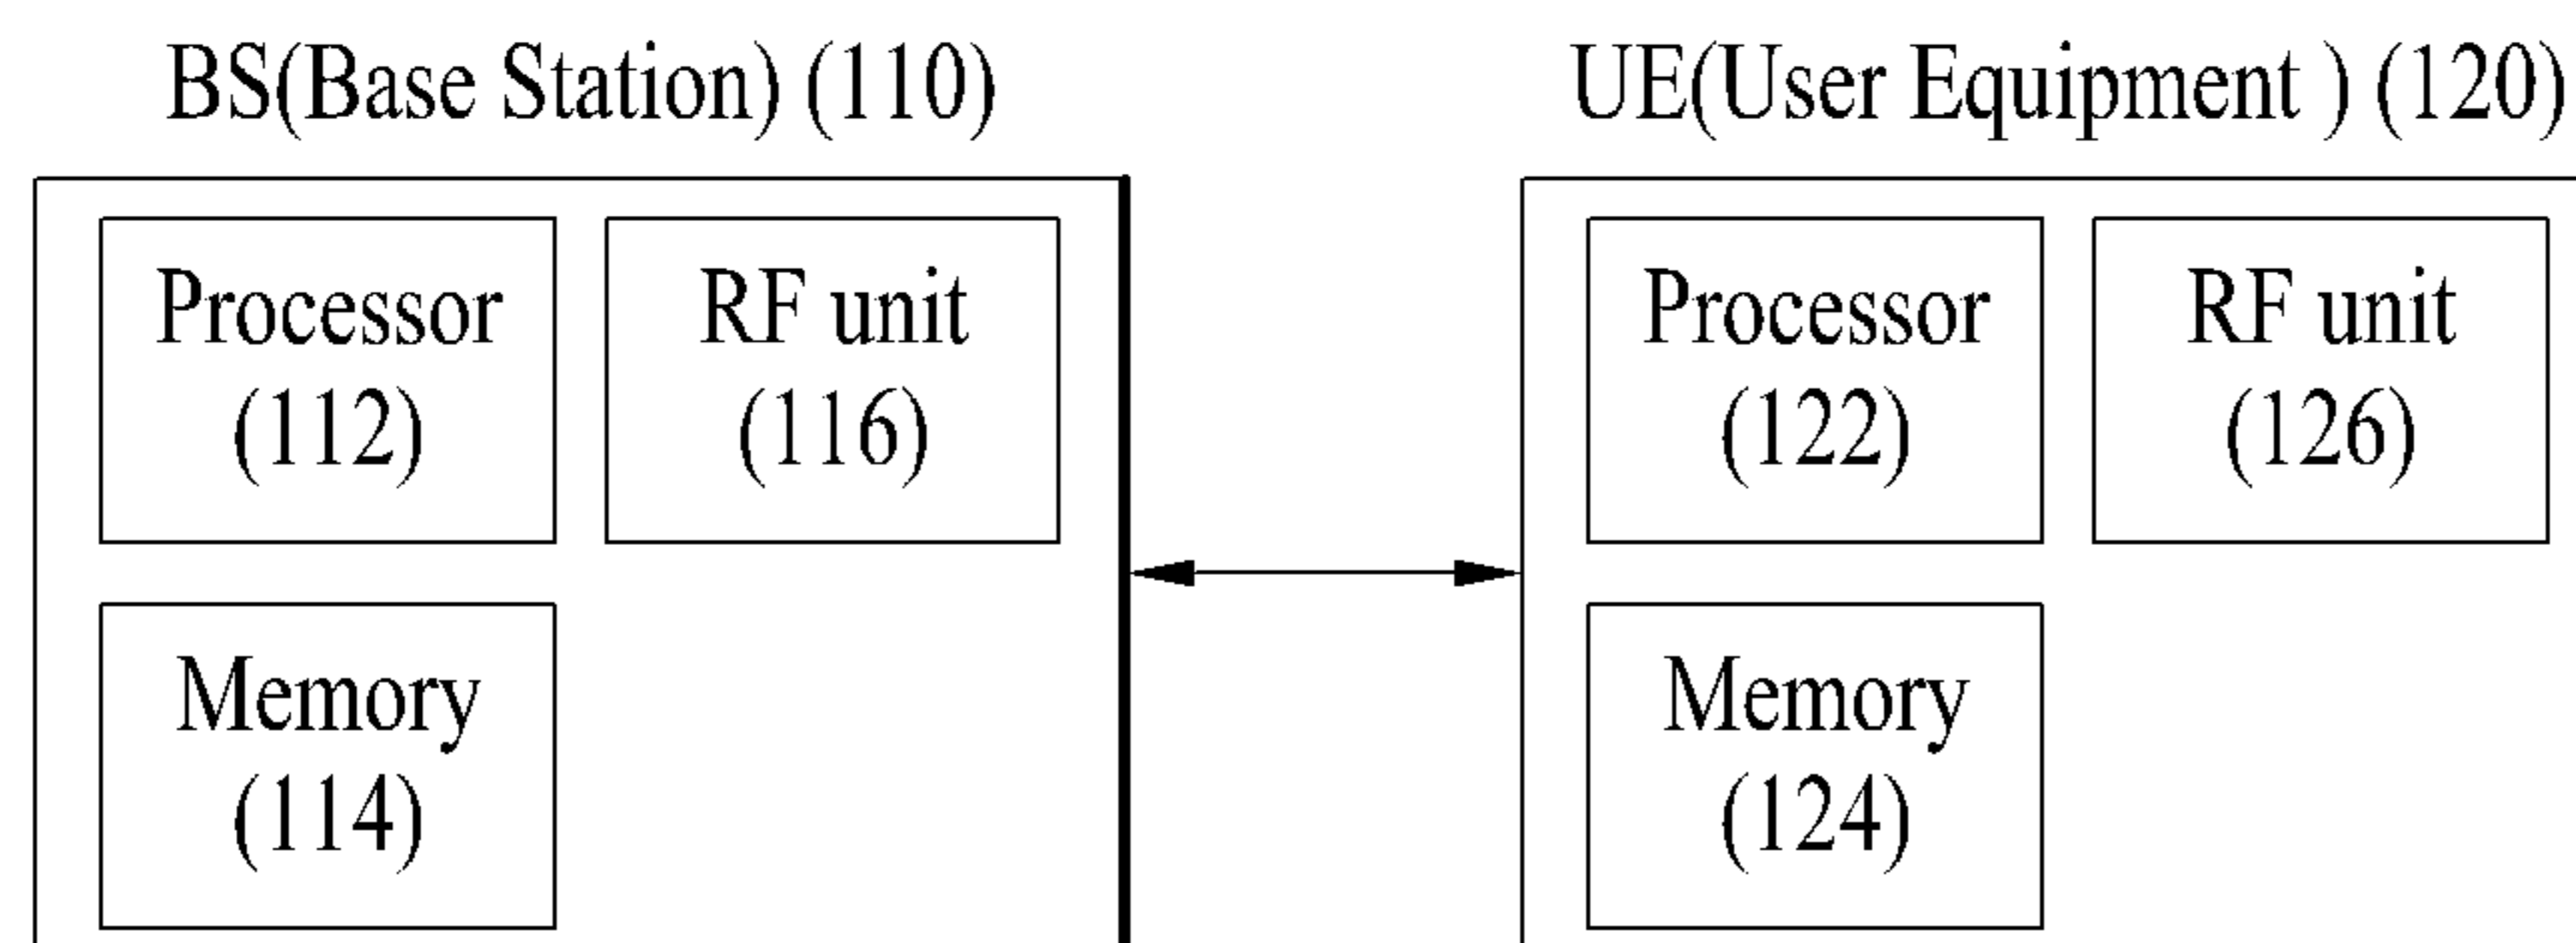 BS(Base Station) (110)
Processor
(112)
RF unit
(116)
Memory
(114)
UE(User Equipment ) (120)
Processor
(122)
RF unit
(126)
Memory
(124)